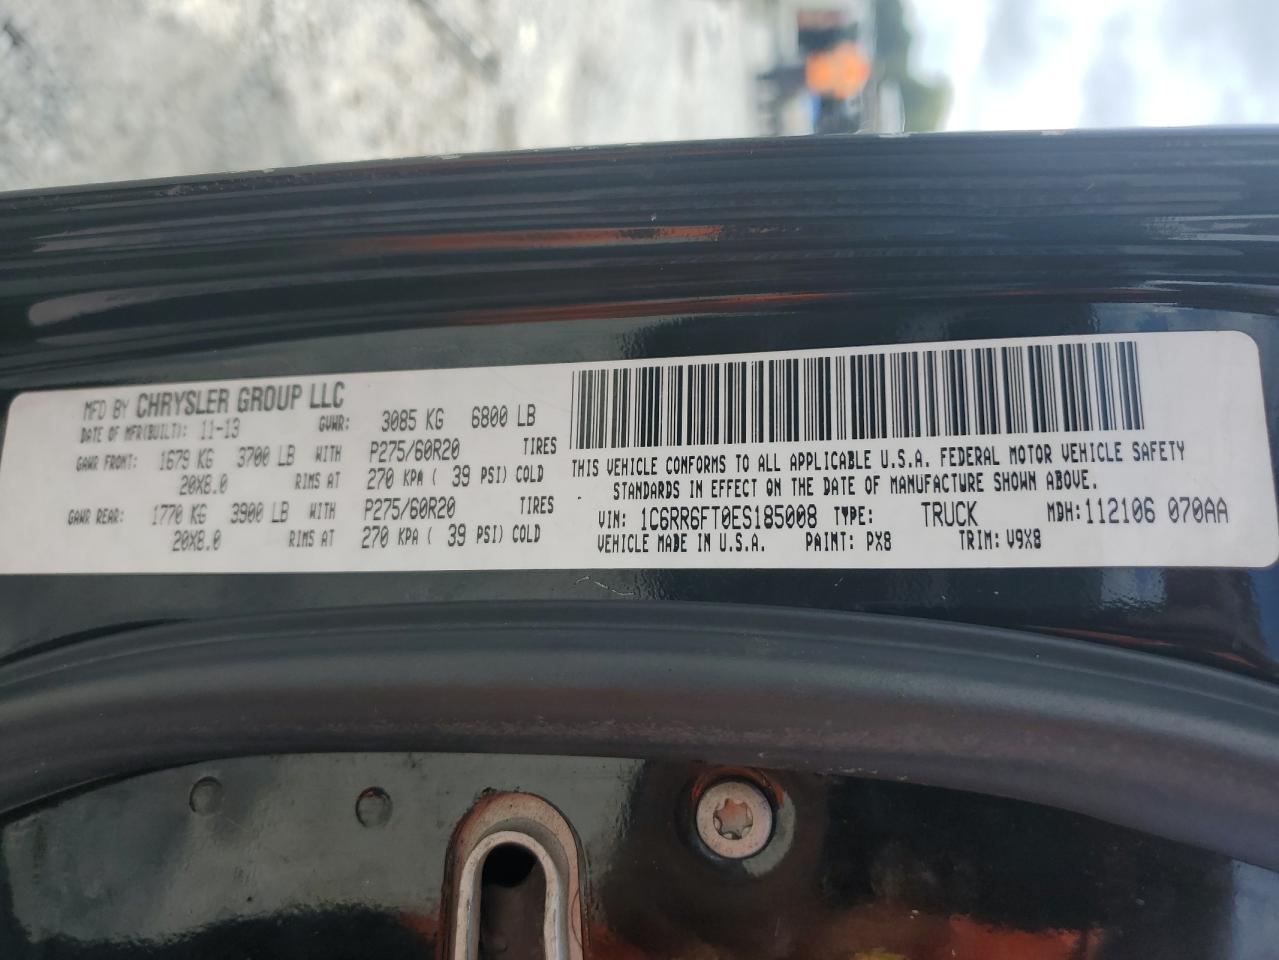 MFD BY CHRYSLER GROUP LLC
DATE OF MFR(BUILT): 11-13 GVWR: 3085 KG 6800 LB
GAWR FRONT: 1679 KG 3700 LB WITH P275/60R20 TIRES
20X8.0 RIMS AT 270 KPA ( 39 PSI) COLD
GAWR REAR: 1770 KG 3900 LB WITH P275/60R20 TIRES
20X8.0 RIMS AT 270 KPA ( 39 PSI) COLD
THIS VEHICLE CONFORMS TO ALL APPLICABLE U.S.A. FEDERAL MOTOR VEHICLE SAFETY
STANDARDS IN EFFECT ON THE DATE OF MANUFACTURE SHOWN ABOVE.
VIN: 1C6RR6FT0ES185008 TYPE: TRUCK MDH:112106 070AA
VEHICLE MADE IN U.S.A. PAINT: PX8 TRIM: V9X8